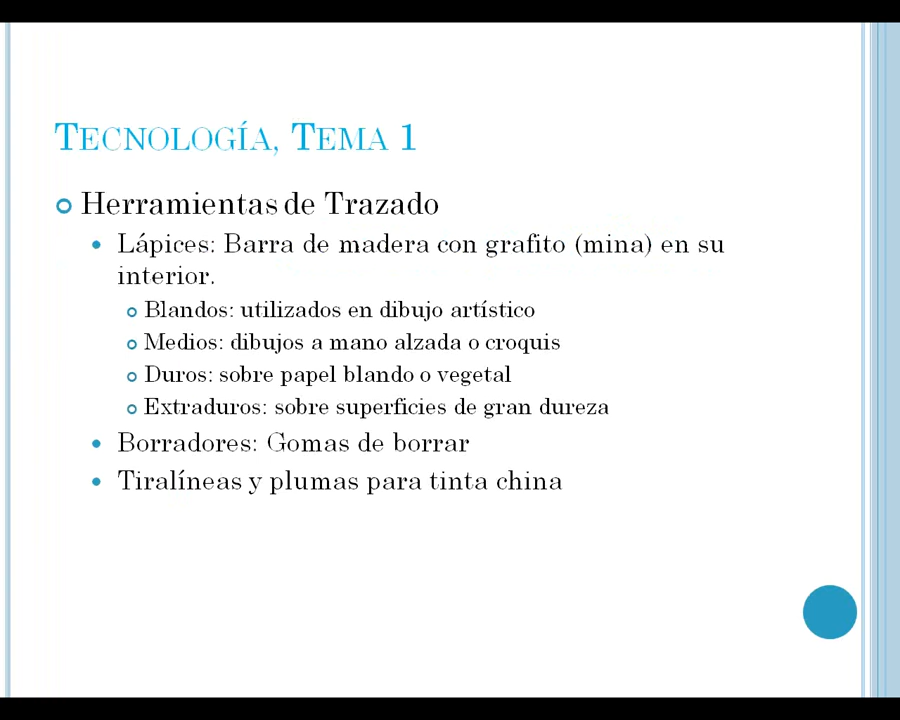 Tecnología, Tema 1
Herramientas de Trazado
Lápices: Barra de madera con grafito (mina) en su
interior.
Blandos: utilizados en dibujo artístico
Medios: dibujos a mano alzada o croquis
Duros: sobre papel blando o vegetal
Extraduros: sobre superficies de gran dureza
Borradores: Gomas de borrar
Tiralíneas y plumas para tinta china